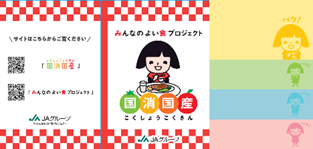 サイトはこちらからご覧ください
「国消国産」
「みんなのよい食プロジェクト」
JAグループ
みんなのよい食プロジェクト
国消国産
こくしょうこくさん
JAグループ
パクッ